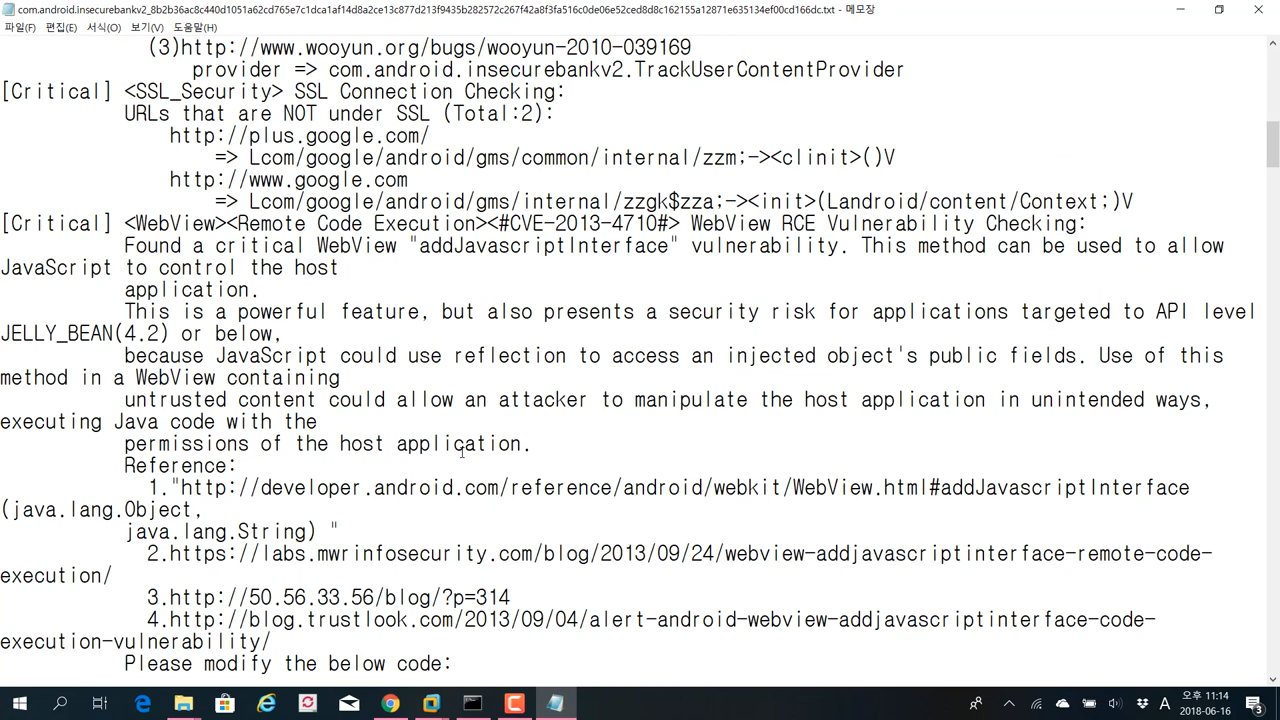 com.android.insecurebankv2_8b2b36ac8c440d1051a62cd765e7c1dca1af14d8a2ce13c877d213f9435b282572c267f42a8f3fa516c0de06e52ced8d8c162155a12871e635134ef00cd166dc.txt - 메모장
파일(F) 편집(E) 서식(O) 보기(V) 도움말(H)
(3)http://www.wooyun.org/bugs/wooyun-2010-039169
provider => com.android.insecurebankv2.TrackUserContentProvider
[Critical] <SSL_Security> SSL Connection Checking:
URLs that are NOT under SSL (Total:2):
http://plus.google.com/
=> Lcom/google/android/gms/common/internal/zzm;-><clinit>()V
http://www.google.com
=> Lcom/google/android/gms/internal/zzgk$zza;-><init>(Landroid/content/Context;)V
[Critical] <WebView><Remote Code Execution><#CVE-2013-4710#> WebView RCE Vulnerability Checking:
Found a critical WebView "addJavascriptInterface" vulnerability. This method can be used to allow
JavaScript to control the host
application.
This is a powerful feature, but also presents a security risk for applications targeted to API level
JELLY_BEAN(4.2) or below,
because JavaScript could use reflection to access an injected object's public fields. Use of this
method in a WebView containing
untrusted content could allow an attacker to manipulate the host application in unintended ways,
executing Java code with the
permissions of the host application.
Reference:
1."http://developer.android.com/reference/android/webkit/WebView.html#addJavascriptInterface
(java.lang.Object,
java.lang.String) "
2.https://labs.mwrinfosecurity.com/blog/2013/09/24/webview-addjavascriptinterface-remote-code-
execution/
3.http://50.56.33.56/blog/?p=314
4.http://blog.trustlook.com/2013/09/04/alert-android-webview-addjavascriptinterface-code-
execution-vulnerability/
Please modify the below code:
A 오후 11:14
2018-06-16
3